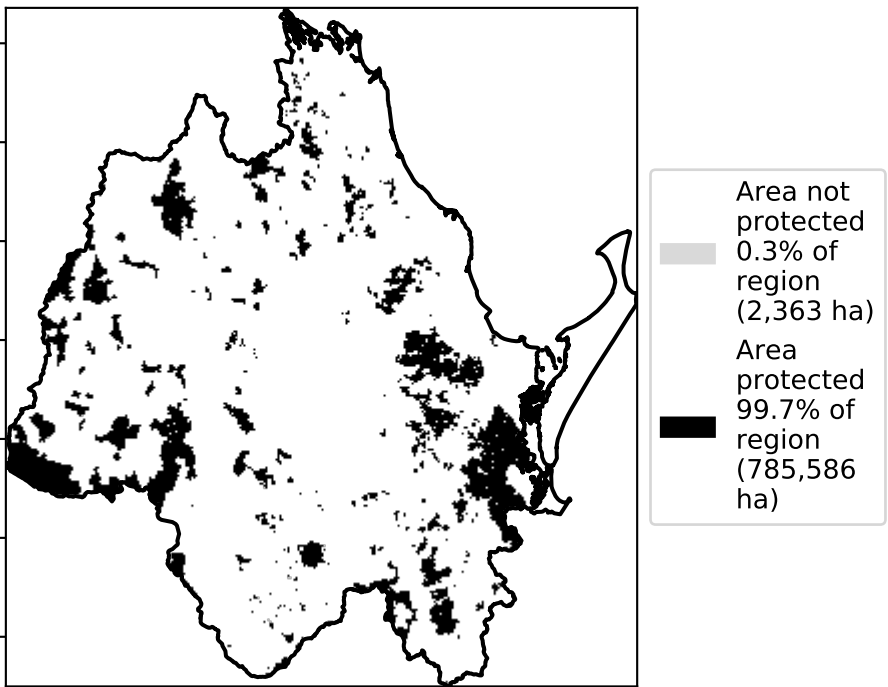 Area not
protected
0.3% of
region
(2,363 ha)
Area
protected
99.7% of
region
(785,586
ha)